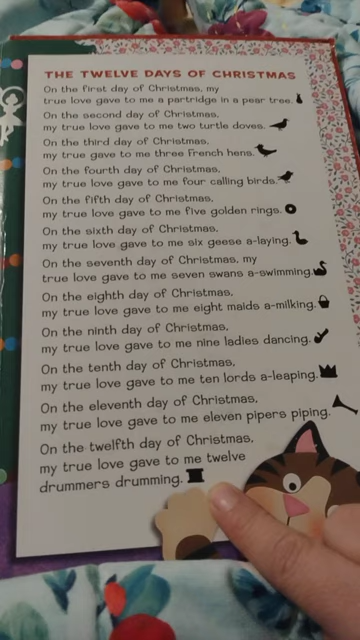 THE TWELVE DAYS OF CHRISTMAS
On the first day of Christmas, my
true love gave to me a partridge in a pear tree.
On the second day of Christmas,
my true love gave to me two turtle doves.
On the third day of Christmas,
my true gave to me three French hens.
On the fourth day of Christmas,
my true love gave to me four calling birds.
On the fifth day of Christmas,
my true love gave to me five golden rings.
On the sixth day of Christmas,
my true love gave to me six geese a-laying.
On the seventh day of Christmas, my
true love gave to me seven swans a-swimming.
On the eighth day of Christmas,
my true love gave to me eight maids a-milking.
On the ninth day of Christmas,
my true love gave to me nine ladies dancing.
On the tenth day of Christmas,
my true love gave to me ten lords a-leaping.
On the eleventh day of Christmas,
my true love gave to me eleven pipers piping.
On the twelfth day of Christmas,
my true love gave to me twelve
drummers drumming.